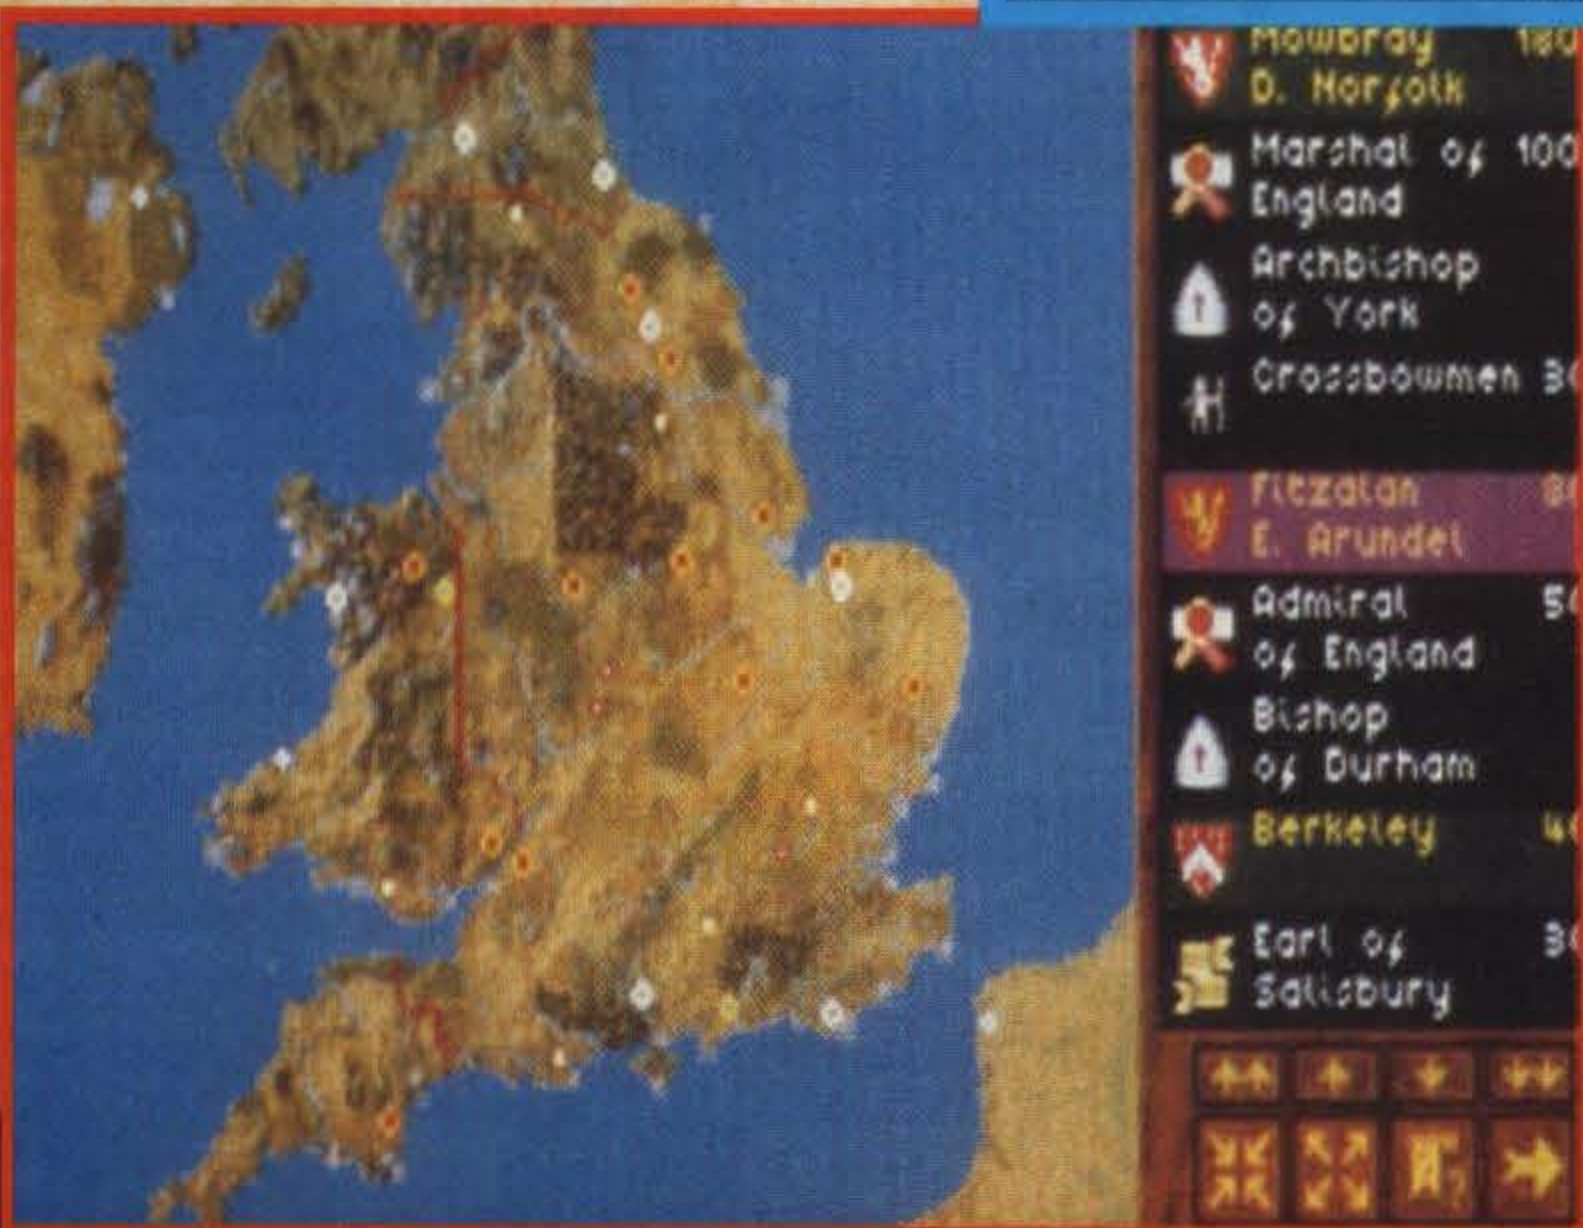 Mowbray
D. Norfolk
Marshal of 100
England
Archbishop
of York
Crossbowmen
Fitzalan
E. Arundel
Admiral
of England
Bishop
of Durham
Berkeley
Earl of
Salisbury